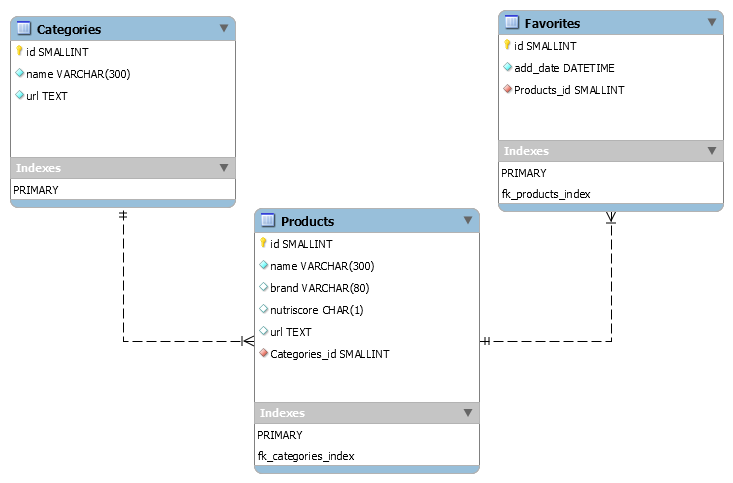 Categories
id SMALLINT
name VARCHAR(300)
url TEXT
Indexes
PRIMARY
Favorites
id SMALLINT
add_date DATETIME
Products_id SMALLINT
Indexes
PRIMARY
fk_products_index
Products
id SMALLINT
name VARCHAR(300)
brand VARCHAR(80)
nutriscore CHAR(1)
url TEXT
Categories_id SMALLINT
Indexes
PRIMARY
fk_categories_index